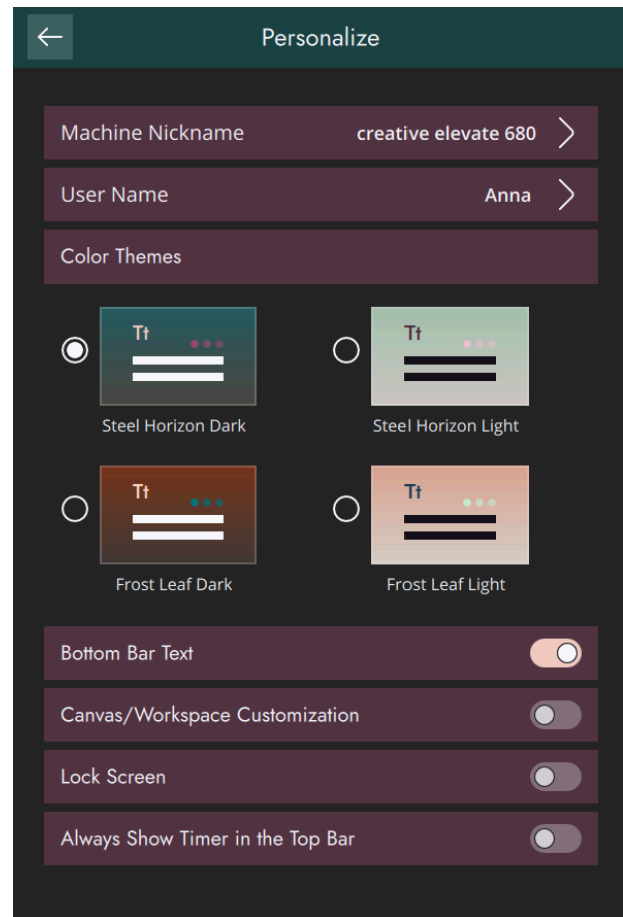 Personalize
Machine Nickname creative elevate 680
User Name Anna
Color Themes
Tt Tt
Steel Horizon Dark Steel Horizon Light
Tt Tt
Frost Leaf Dark Frost Leaf Light
Bottom Bar Text
Canvas/Workspace Customization
Lock Screen
Always Show Timer in the Top Bar